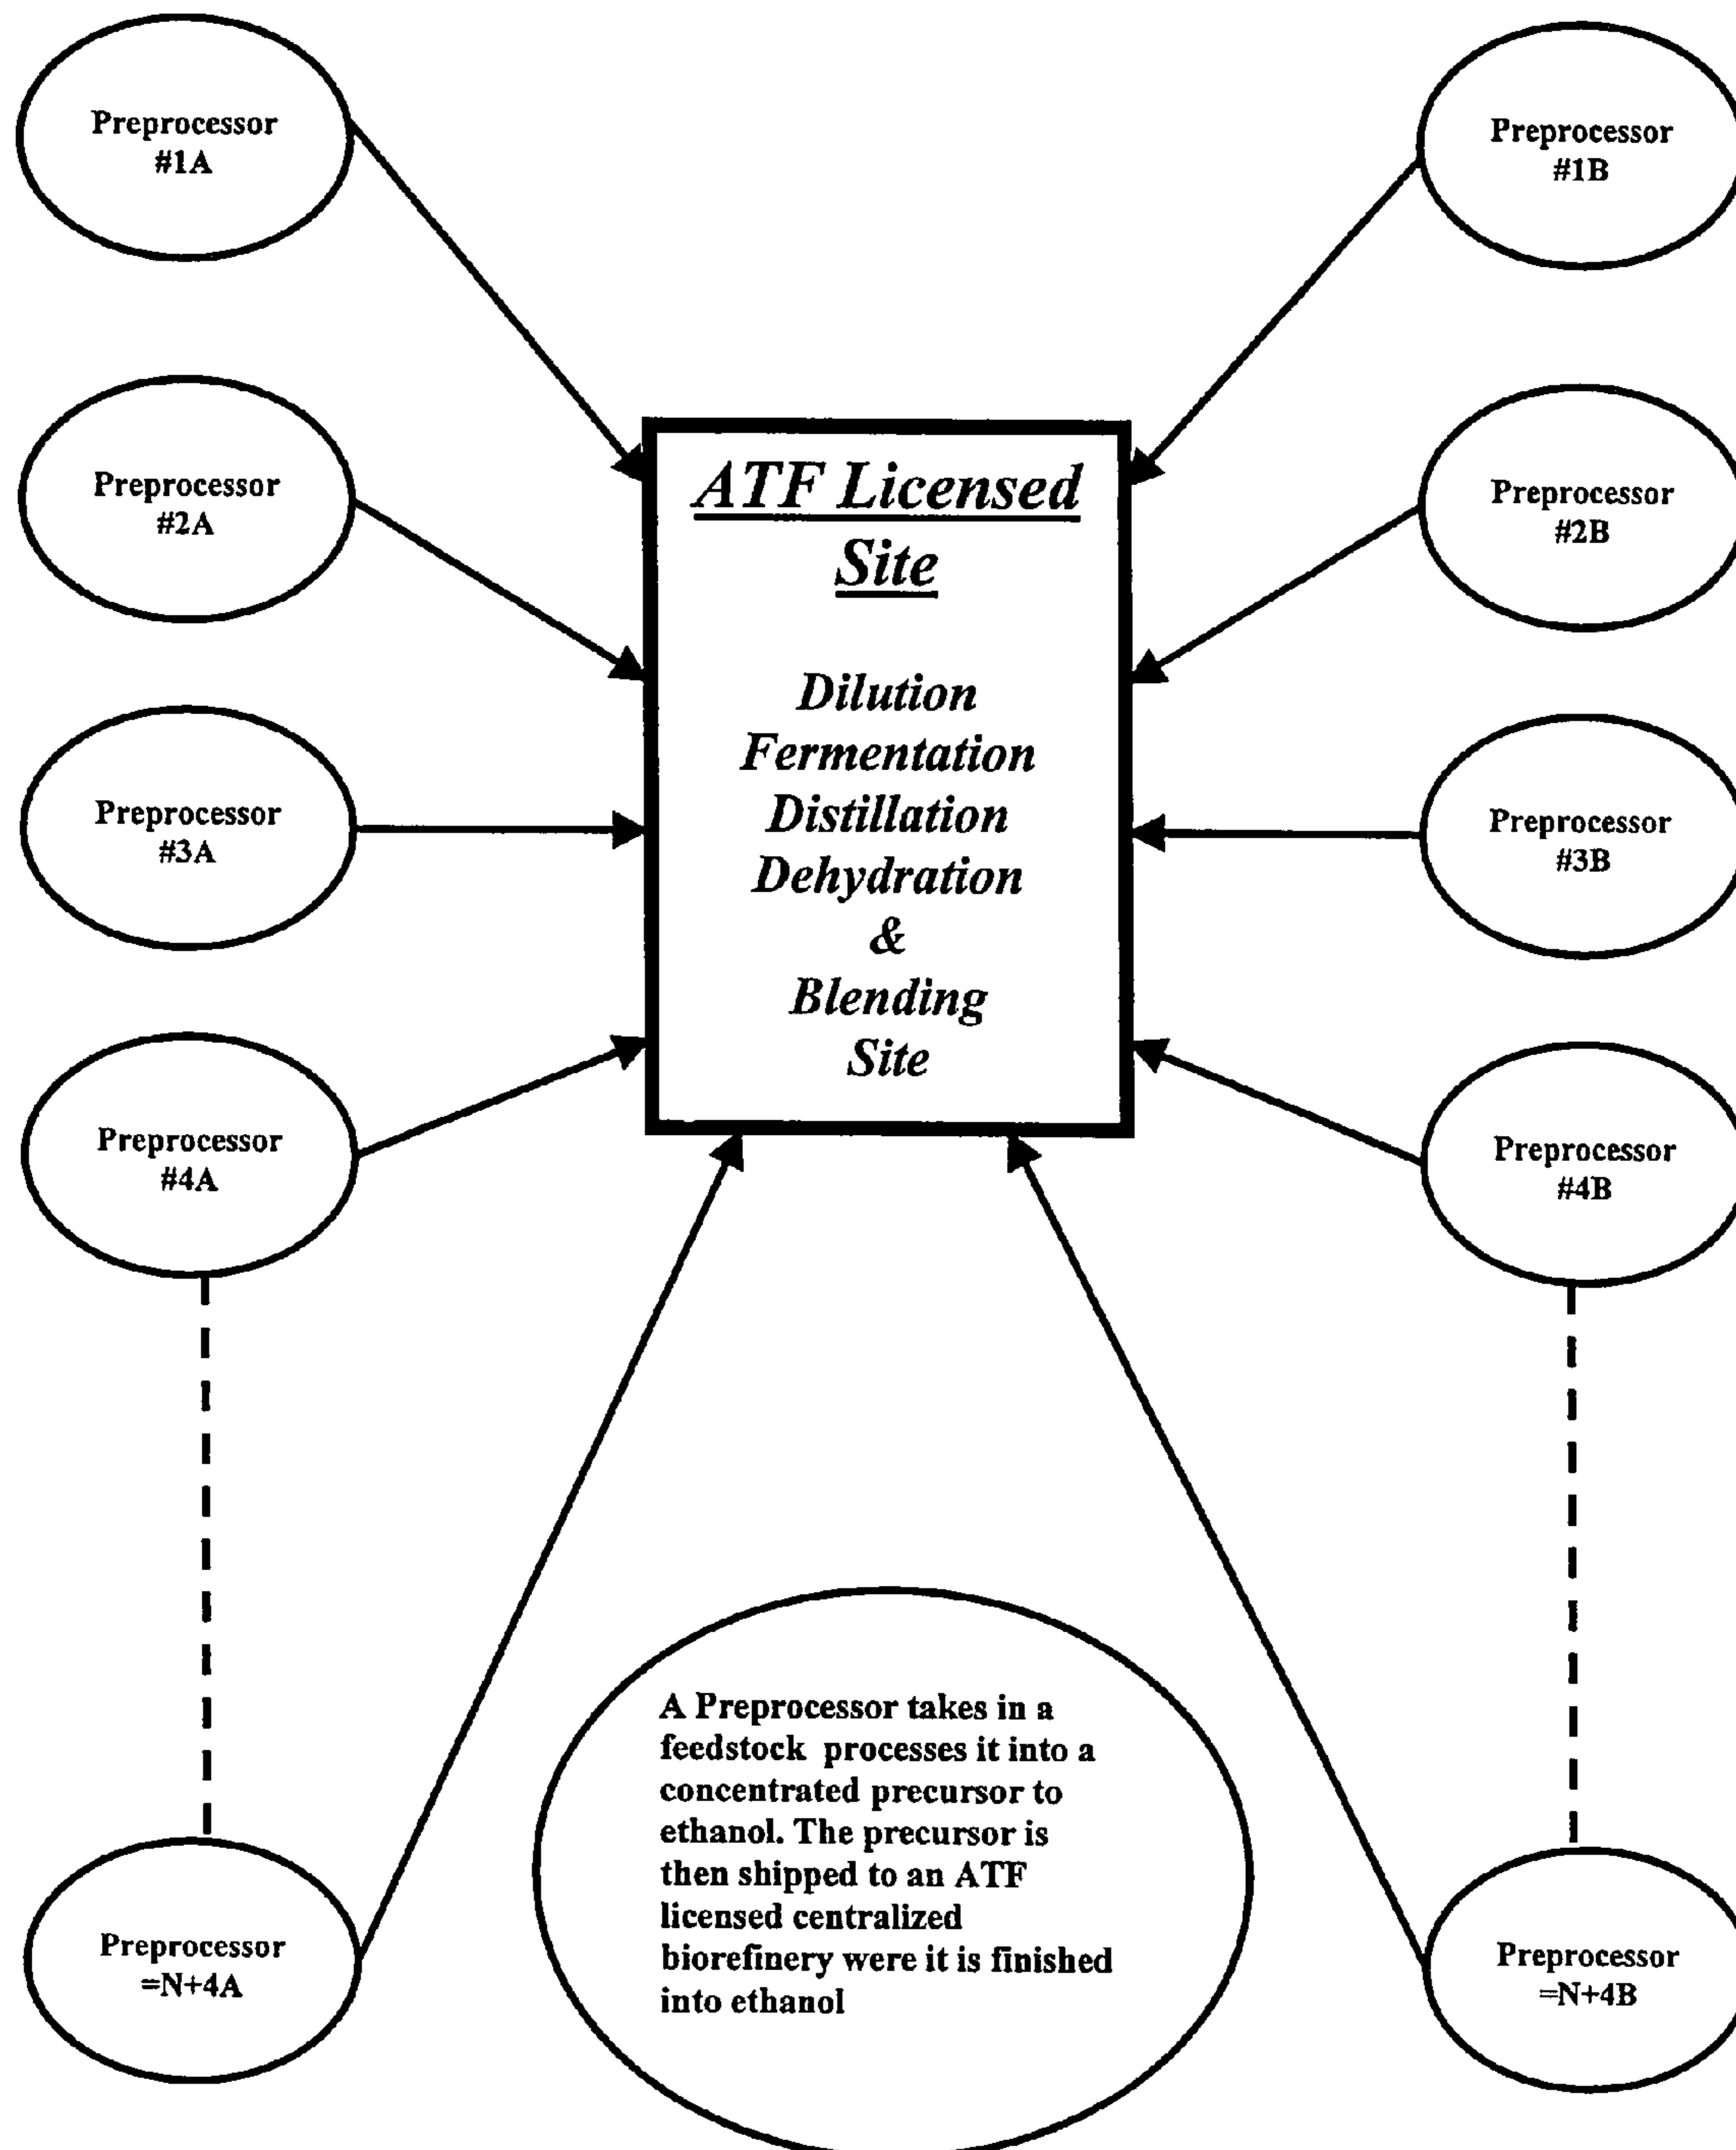 Preprocessor
#1A
Preprocessor
#1B
Preprocessor
#2A
Preprocessor
#2B
Preprocessor
#3A
Preprocessor
#3B
Preprocessor
#4A
Preprocessor
#4B
ATF Licensed
Site
Dilution
Fermentation
Distillation
Dehydration
&
Blending
Site
A Preprocessor takes in a
feedstock processes it into a
concentrated precursor to
ethanol. The precursor is
then shipped to an ATF
licensed centralized
biorefinery were it is finished
into ethanol
Preprocessor
=N+4A
Preprocessor
=N+4B